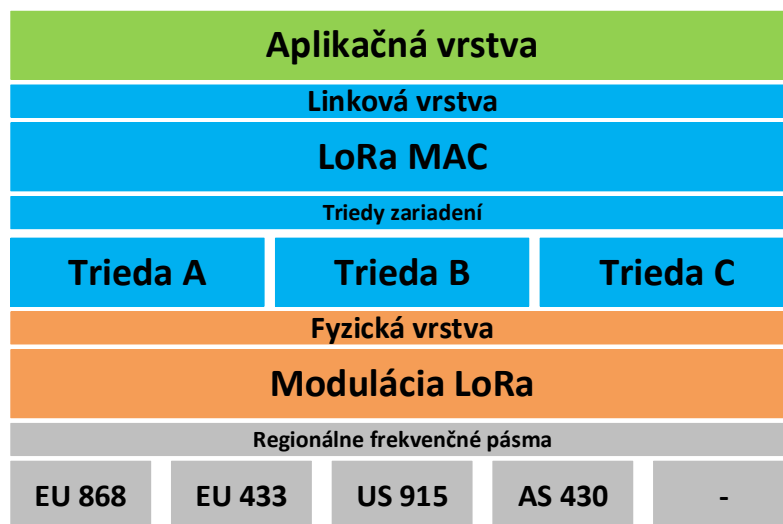 Aplikačná vrstva
Linková vrstva
LoRa MAC
Triedy zariadení
Trieda A
Trieda B
Trieda C
Fyzická vrstva
Modulácia LoRa
Regionálne frekvenčné pásma
EU 868
EU 433
US 915
AS 430
-